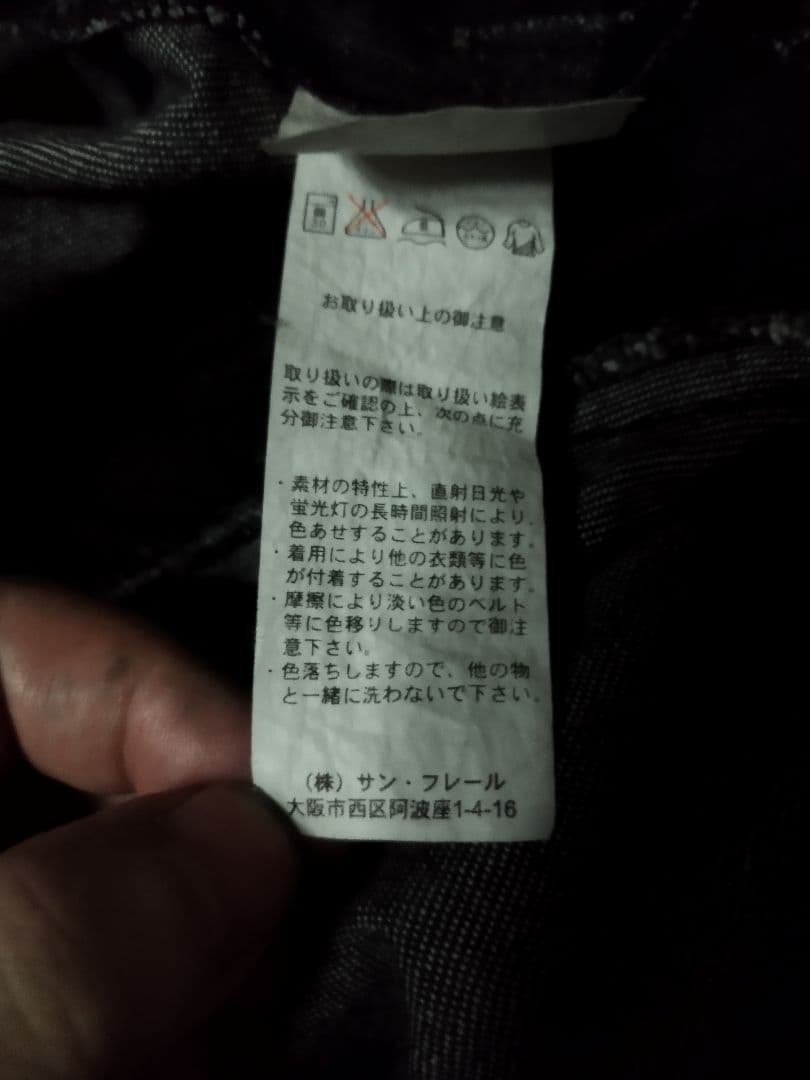 お取り扱い上の御注意
取り扱いの際は取り扱い絵表
示をご確認の上、次の点に充
分御注意下さい。
・素材の特性上、直射日光や
蛍光灯の長時間照射により、
色あせすることがあります。
・着用により他の衣類等に色
が付着することがあります。
・摩擦により淡い色のベルト
等に色移りしますので御注
意下さい。
・色落ちしますので、他の物
と一緒に洗わないで下さい。
（株）サン・フレール
大阪市西区阿波座1-4-16